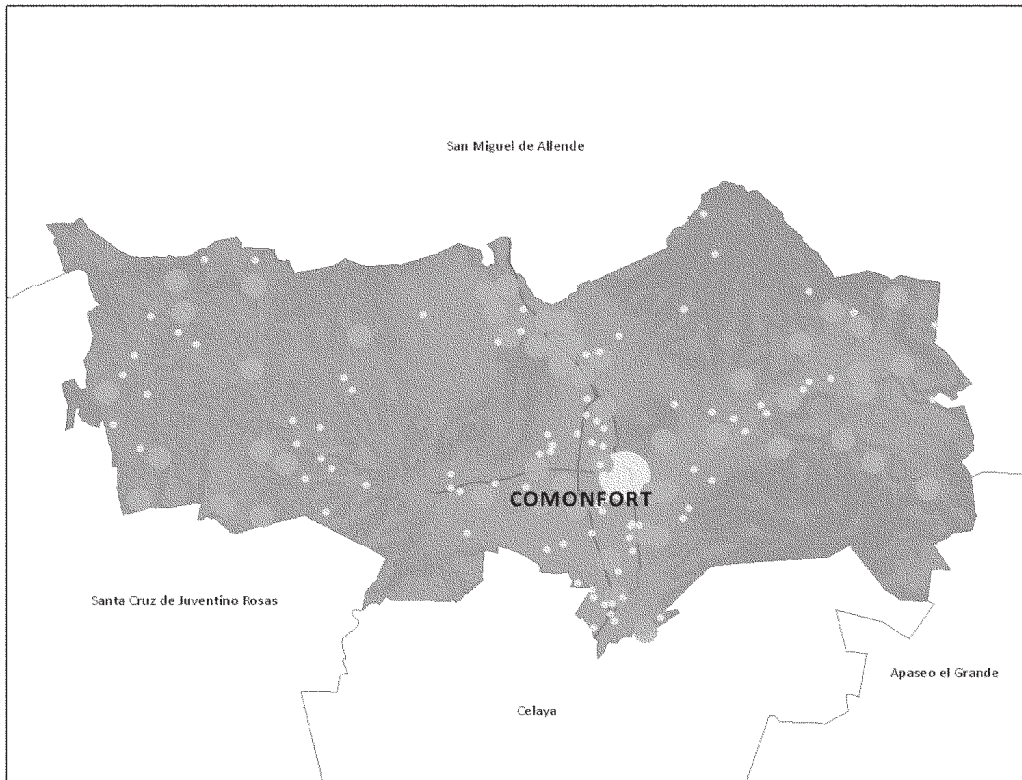 San Miguel de Allende
COMONFORT
Santa Cruz de Juventino Rosas
Apaseo el Grande
Celaya